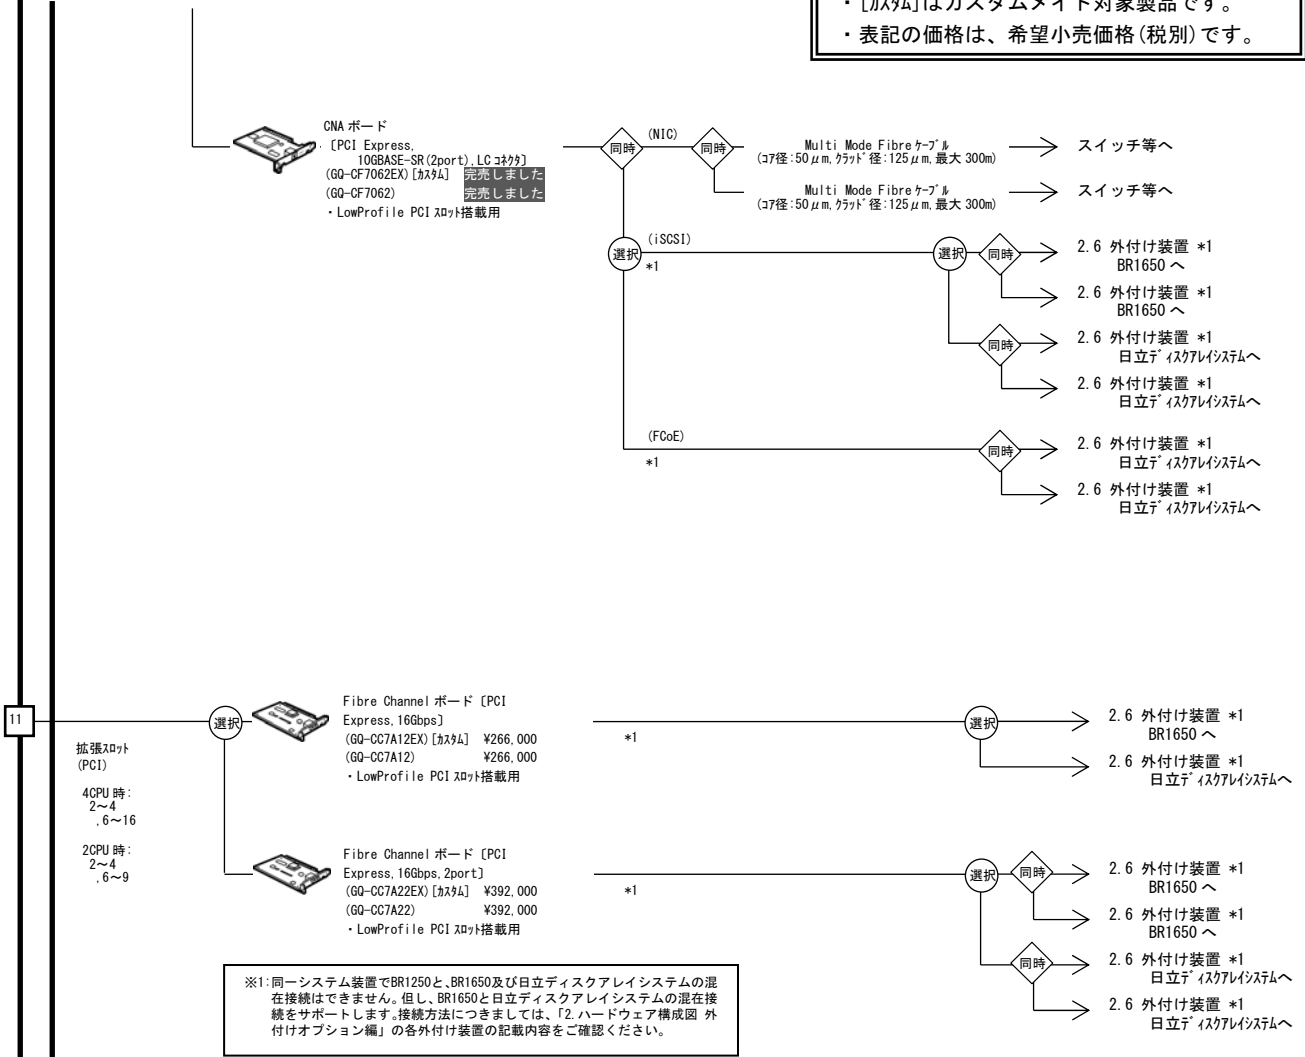 ・[ｶｽﾀﾑ]はカスタムメイド対象製品です。
・表記の価格は、希望小売価格(税別)です。
CNA ボード
〔PCI Express,
10GBASE-SR(2port),LC ｺﾈｸﾀ〕
(GQ-CF7062EX)[ｶｽﾀﾑ] 完売しました
(GQ-CF7062) 完売しました
・LowProfile PCI ｽﾛｯﾄ搭載用
同時
(NIC)
同時
Multi Mode Fibre ｹｰﾌﾞﾙ
(ｺｱ径:50μm,ｸﾗｯﾄﾞ径:125μm,最大 300m)
スイッチ等へ
Multi Mode Fibre ｹｰﾌﾞﾙ
(ｺｱ径:50μm,ｸﾗｯﾄﾞ径:125μm,最大 300m)
スイッチ等へ
選択
(iSCSI)
*1
選択
同時
2.6 外付け装置 *1
BR1650 へ
2.6 外付け装置 *1
BR1650 へ
同時
2.6 外付け装置 *1
日立ﾃﾞｨｽｸｱﾚｲｼｽﾃﾑへ
2.6 外付け装置 *1
日立ﾃﾞｨｽｸｱﾚｲｼｽﾃﾑへ
(FCoE)
*1
同時
2.6 外付け装置 *1
日立ﾃﾞｨｽｸｱﾚｲｼｽﾃﾑへ
2.6 外付け装置 *1
日立ﾃﾞｨｽｸｱﾚｲｼｽﾃﾑへ
11
拡張ｽﾛｯﾄ
(PCI)
4CPU 時:
2～4
,6～16
2CPU 時:
2～4
,6～9
選択
Fibre Channel ボード〔PCI
Express,16Gbps〕
(GQ-CC7A12EX)[ｶｽﾀﾑ] ¥266,000
(GQ-CC7A12) ¥266,000
・LowProfile PCI ｽﾛｯﾄ搭載用
*1
選択
2.6 外付け装置 *1
BR1650 へ
2.6 外付け装置 *1
日立ﾃﾞｨｽｸｱﾚｲｼｽﾃﾑへ
Fibre Channel ボード〔PCI
Express,16Gbps,2port〕
(GQ-CC7A22EX)[ｶｽﾀﾑ] ¥392,000
(GQ-CC7A22) ¥392,000
・LowProfile PCI ｽﾛｯﾄ搭載用
*1
選択
同時
2.6 外付け装置 *1
BR1650 へ
2.6 外付け装置 *1
BR1650 へ
同時
2.6 外付け装置 *1
日立ﾃﾞｨｽｸｱﾚｲｼｽﾃﾑへ
2.6 外付け装置 *1
日立ﾃﾞｨｽｸｱﾚｲｼｽﾃﾑへ
※1:同一システム装置でBR1250と、BR1650及び日立ディスクアレイシステムの混
在接続はできません。但し、BR1650と日立ディスクアレイシステムの混在接
続をサポートします。接続方法につきましては、「2.ハードウェア構成図 外
付けオプション編」の各外付け装置の記載内容をご確認ください。